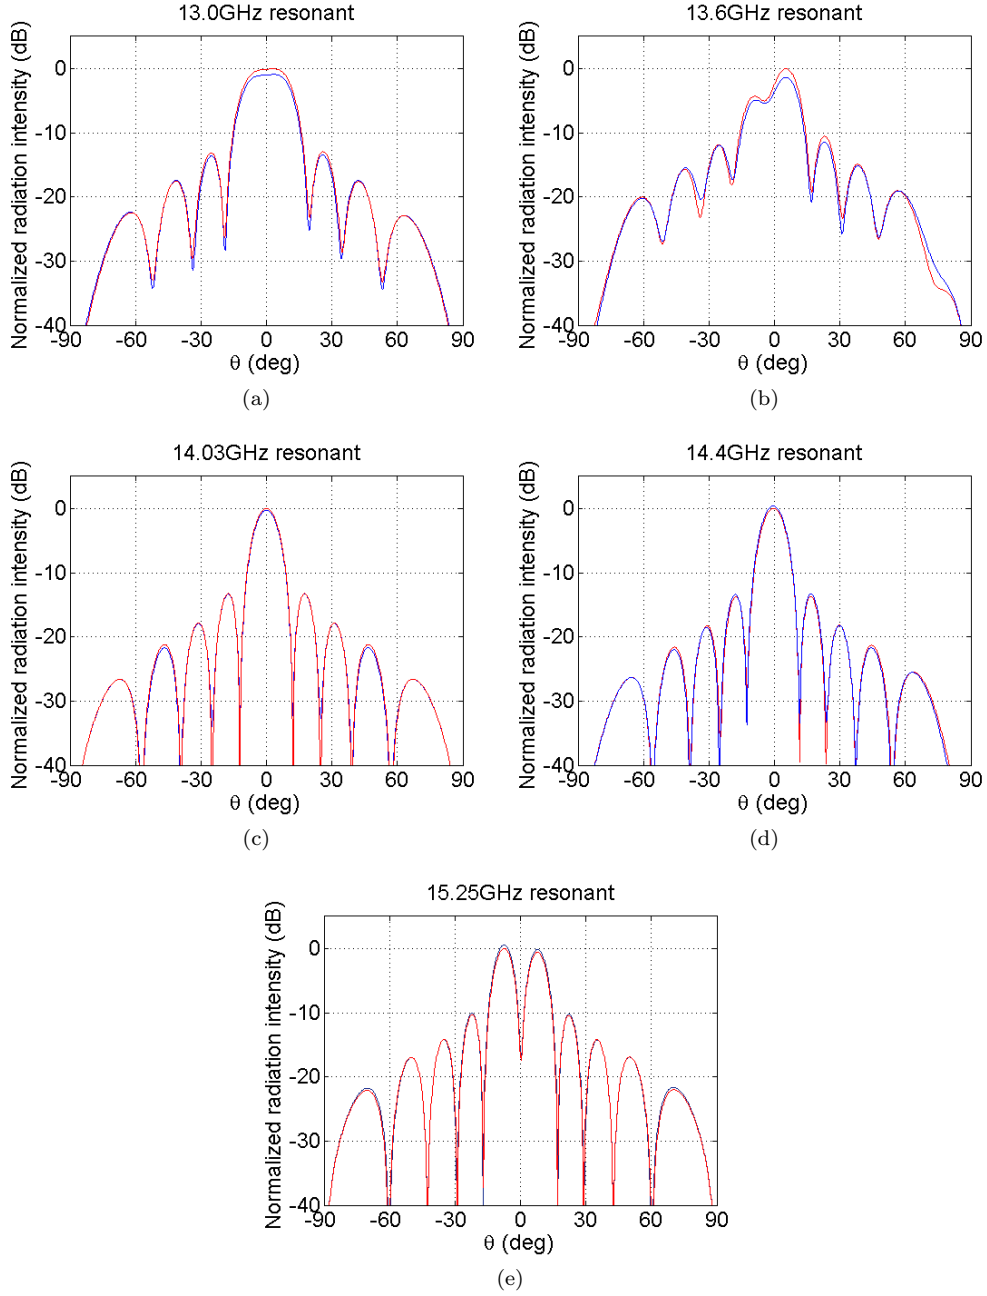 13.0GHz resonant
Normalized radiation intensity (dB)
0
-10
-20
-30
-40
-90 -60 -30 0 30 60 90
θ (deg)
(a)
13.6GHz resonant
Normalized radiation intensity (dB)
0
-10
-20
-30
-40
-90 -60 -30 0 30 60 90
θ (deg)
(b)
14.03GHz resonant
Normalized radiation intensity (dB)
0
-10
-20
-30
-40
-90 -60 -30 0 30 60 90
θ (deg)
(c)
14.4GHz resonant
Normalized radiation intensity (dB)
0
-10
-20
-30
-40
-90 -60 -30 0 30 60 90
θ (deg)
(d)
15.25GHz resonant
Normalized radiation intensity (dB)
0
-10
-20
-30
-40
-90 -60 -30 0 30 60 90
θ (deg)
(e)